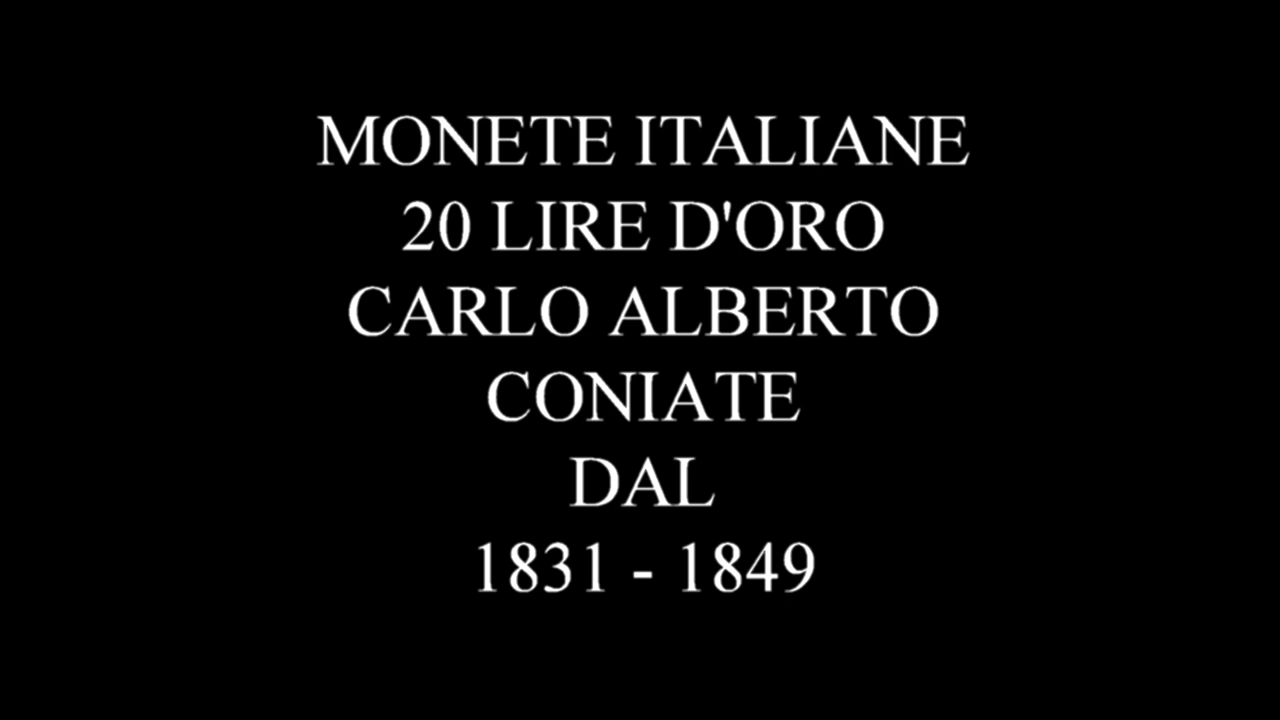 MONETE ITALIANE
20 LIRE D'ORO
CARLO ALBERTO
CONIATE
DAL
1831 - 1849